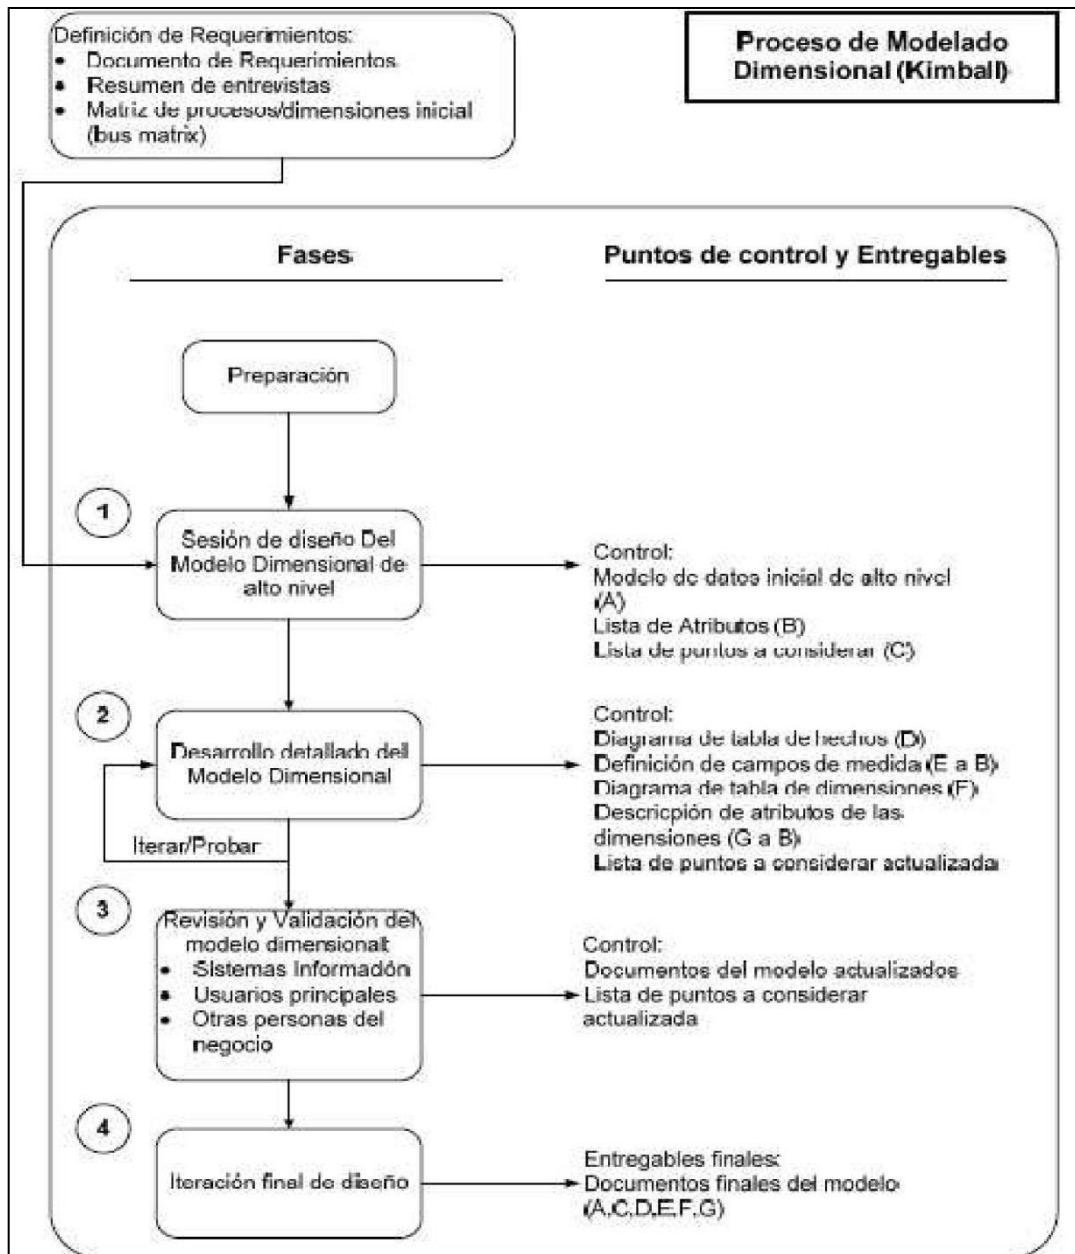 Definición de Requerimientos:
• Documento de Requerimientos
• Resumen de entrevistas
• Matriz de procesos/dimensiones inicial
(bus matrix)
Proceso de Modelado
Dimensional (Kimball)
Fases
Puntos de control y Entregables
Preparación
1
Sesión de diseño Del
Modelo Dimensional de
alto nivel
Control:
Modelo de datos inicial de alto nivel
(A)
Lista de Atributos (B)
Lista de puntos a considerar (C)
2
Desarrollo detallado del
Modelo Dimensional
Iterar/Probar
Control:
Diagrama de tabla de hechos (D)
Definición de campos de medida (E a B)
Diagrama de tabla de dimensiones (F)
Descripción de atributos de las
dimensiones (G a B)
Lista de puntos a considerar actualizada
3
Revisión y Validación del
modelo dimensional:
• Sistemas Información
• Usuarios principales
• Otras personas del
negocio
Control:
Documentos del modelo actualizados
Lista de puntos a considerar
actualizada
4
Iteración final de diseño
Entregables finales:
Documentos finales del modelo
(A,C,D,E,F,G)